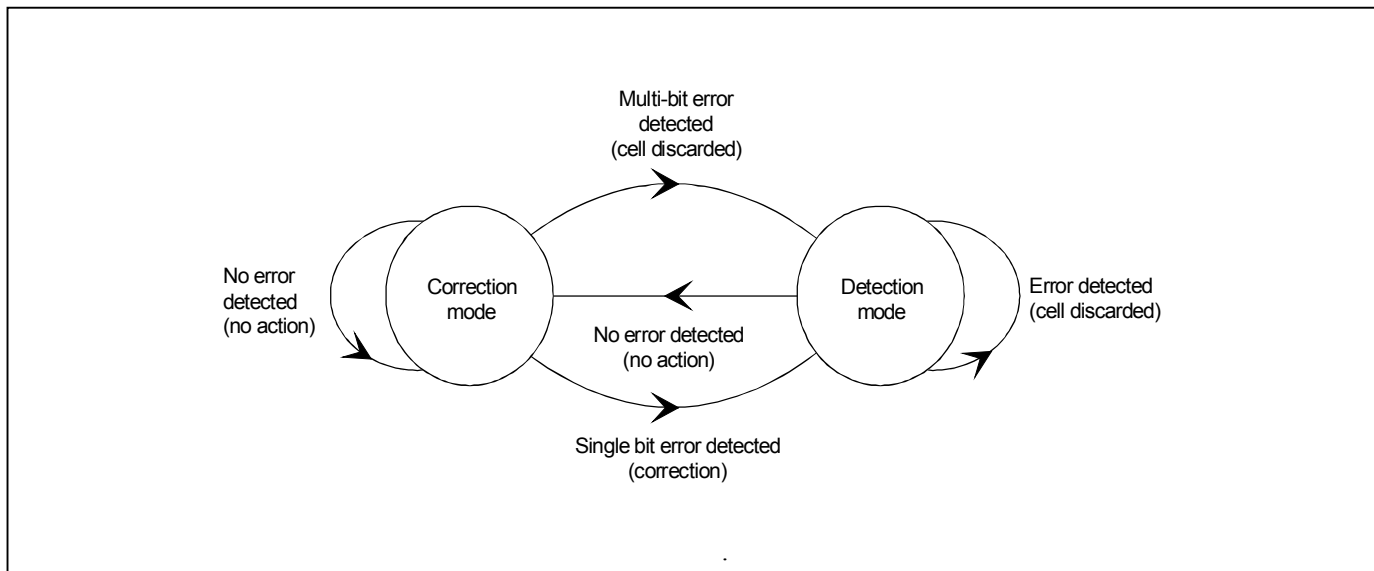 Multi-bit error
detected
(cell discarded)
No error
detected
(no action)
Correction
mode
Detection
mode
Error detected
(cell discarded)
No error detected
(no action)
Single bit error detected
(correction)
.